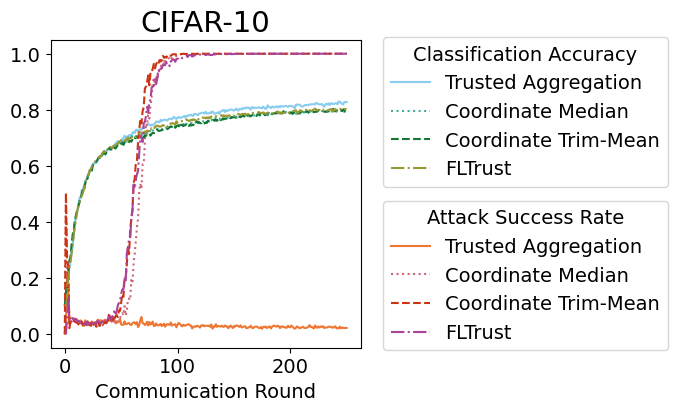 CIFAR-10
1.0
0.8
0.6
0.4
0.2
0.0
0
100
200
Communication Round
Classification Accuracy
Trusted Aggregation
Coordinate Median
Coordinate Trim-Mean
FLTrust
Attack Success Rate
Trusted Aggregation
Coordinate Median
Coordinate Trim-Mean
FLTrust